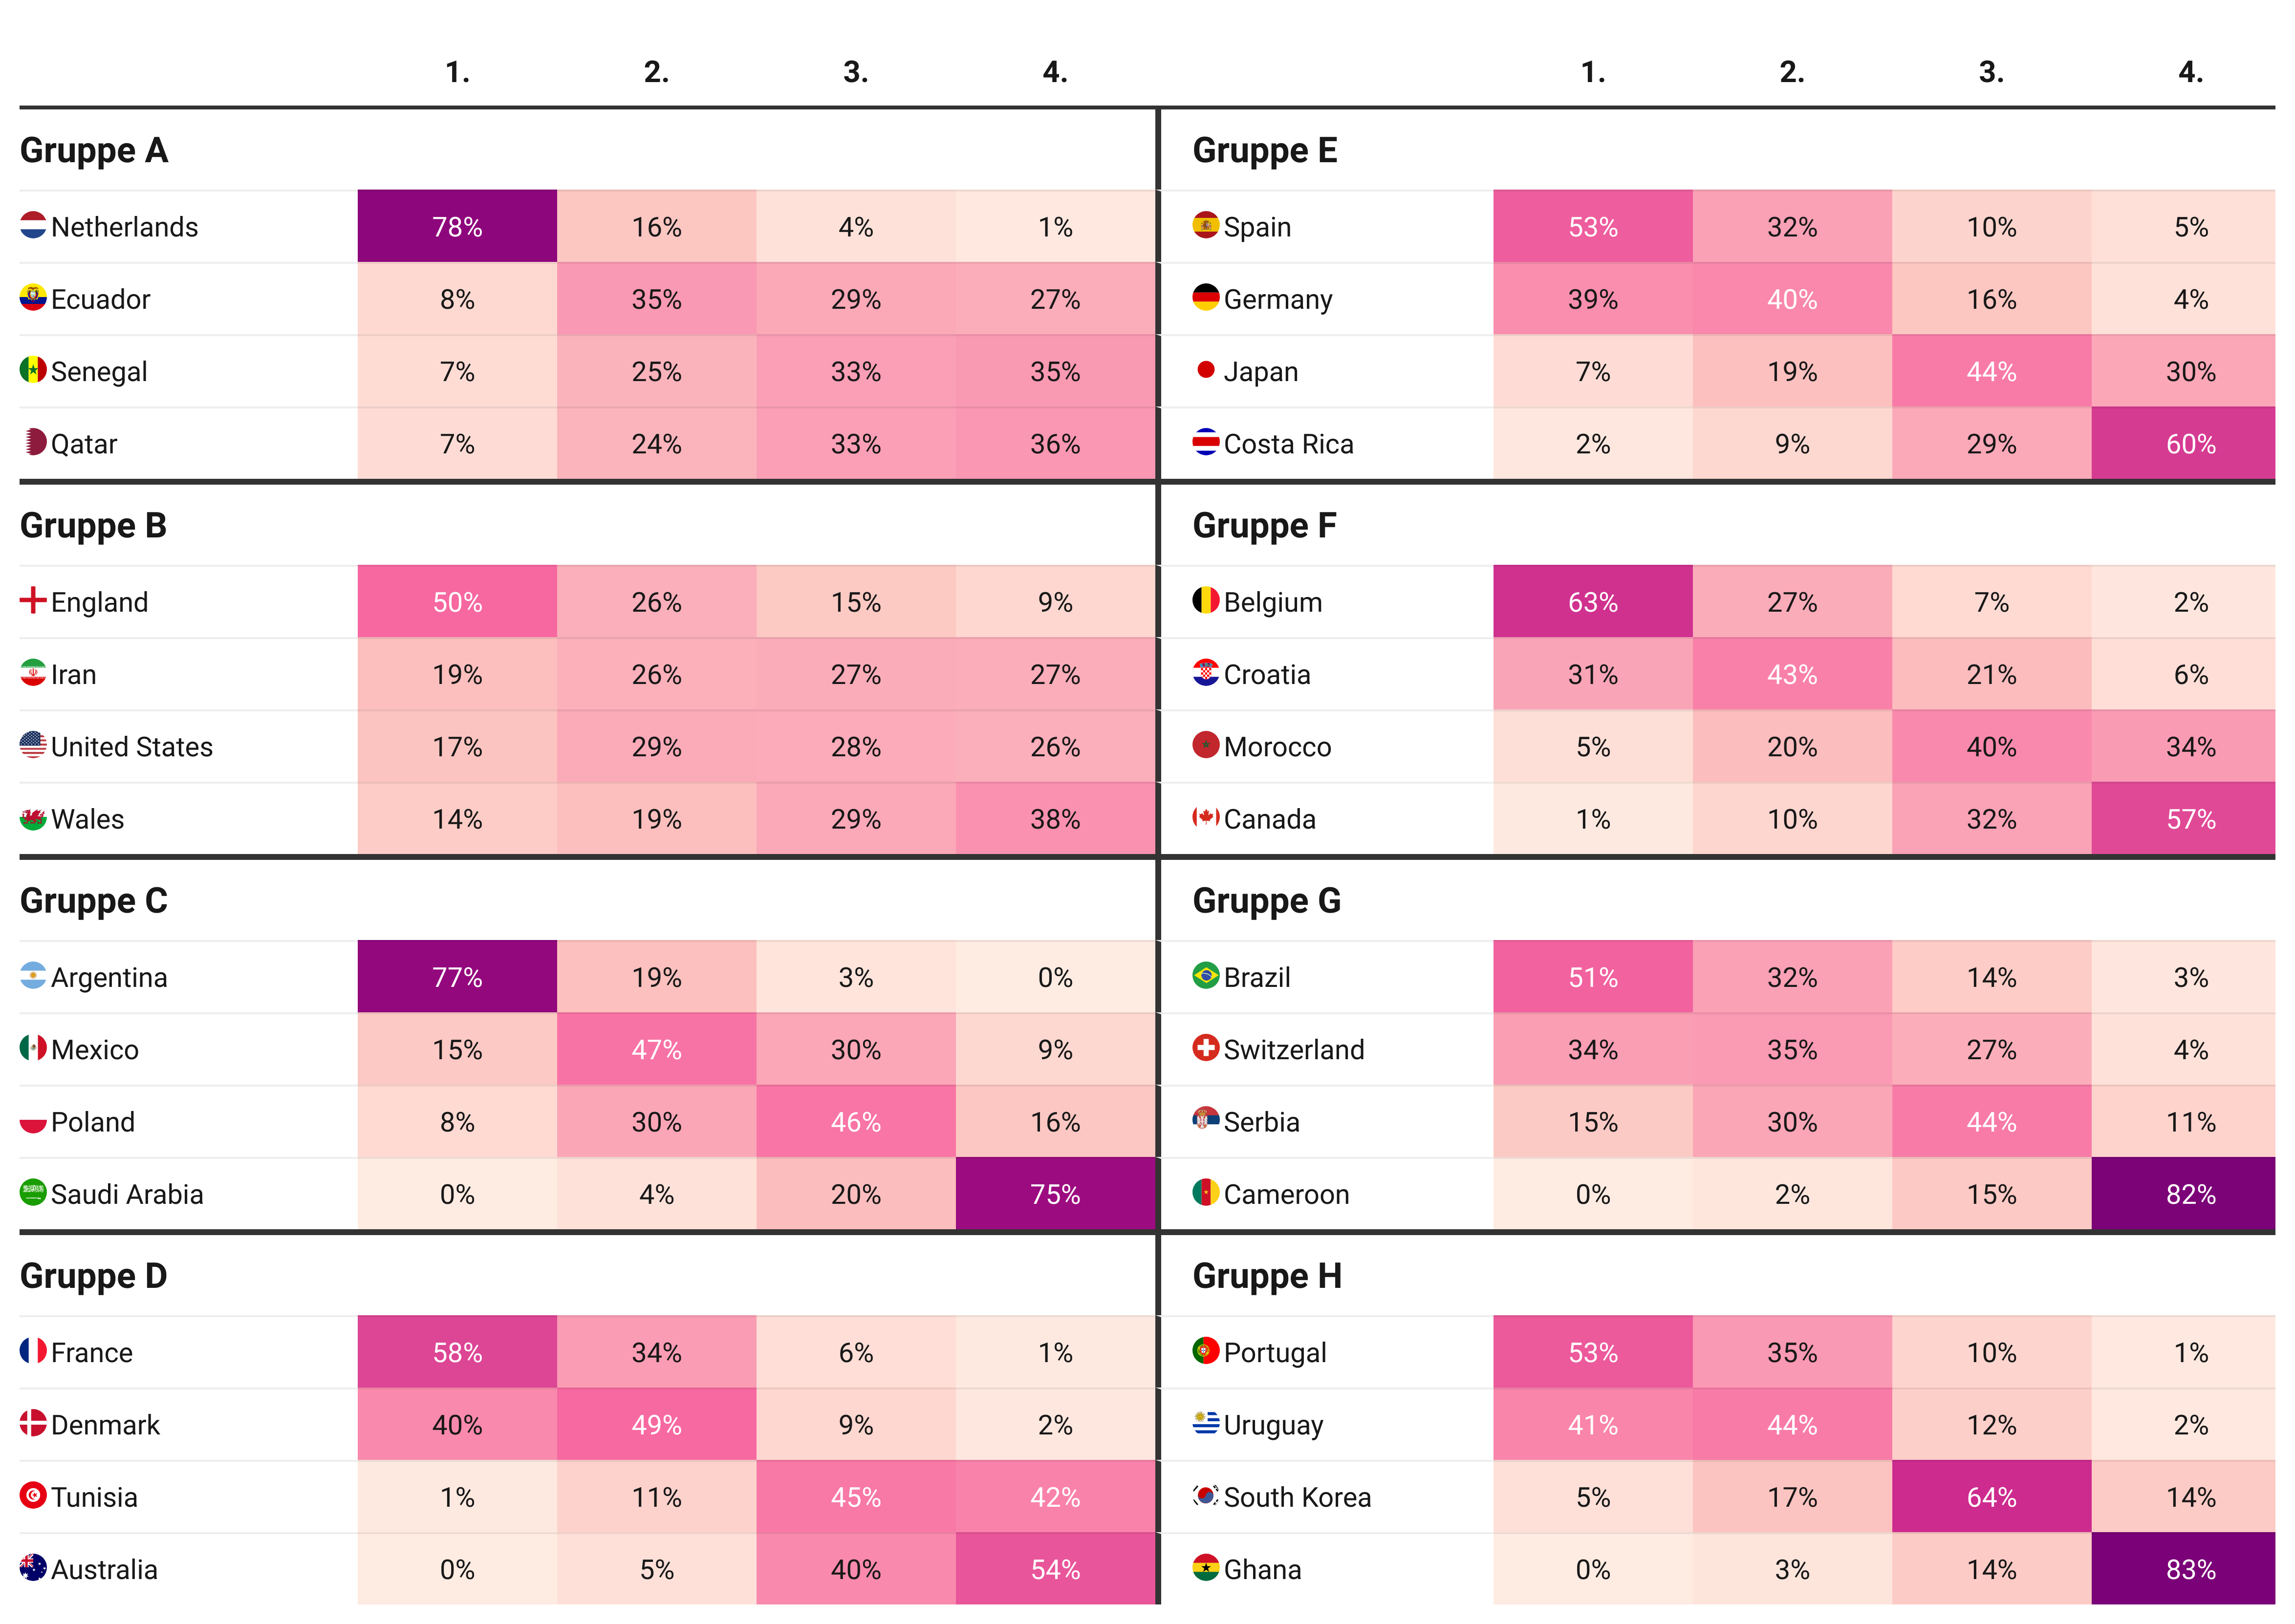 1. 2. 3. 4.
Gruppe A
Netherlands 78% 16% 4% 1%
Ecuador 8% 35% 29% 27%
Senegal 7% 25% 33% 35%
Qatar 7% 24% 33% 36%
Gruppe B
England 50% 26% 15% 9%
Iran 19% 26% 27% 27%
United States 17% 29% 28% 26%
Wales 14% 19% 29% 38%
Gruppe C
Argentina 77% 19% 3% 0%
Mexico 15% 47% 30% 9%
Poland 8% 30% 46% 16%
Saudi Arabia 0% 4% 20% 75%
Gruppe D
France 58% 34% 6% 1%
Denmark 40% 49% 9% 2%
Tunisia 1% 11% 45% 42%
Australia 0% 5% 40% 54%
1. 2. 3. 4.
Gruppe E
Spain 53% 32% 10% 5%
Germany 39% 40% 16% 4%
Japan 7% 19% 44% 30%
Costa Rica 2% 9% 29% 60%
Gruppe F
Belgium 63% 27% 7% 2%
Croatia 31% 43% 21% 6%
Morocco 5% 20% 40% 34%
Canada 1% 10% 32% 57%
Gruppe G
Brazil 51% 32% 14% 3%
Switzerland 34% 35% 27% 4%
Serbia 15% 30% 44% 11%
Cameroon 0% 2% 15% 82%
Gruppe H
Portugal 53% 35% 10% 1%
Uruguay 41% 44% 12% 2%
South Korea 5% 17% 64% 14%
Ghana 0% 3% 14% 83%